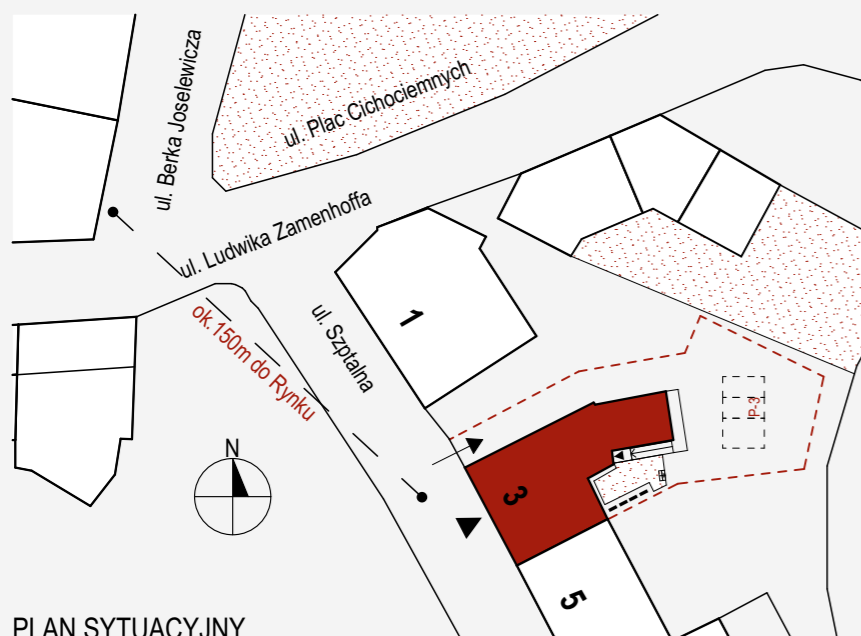 ul. Berka Joselewicza
ul. Plac Cichociemnych
ul. Ludwika Zamenhoffa
ul. Szptalna
ok.150m do Rynku
1
P-3
N
3
5
PLAN SYTUACYJNY